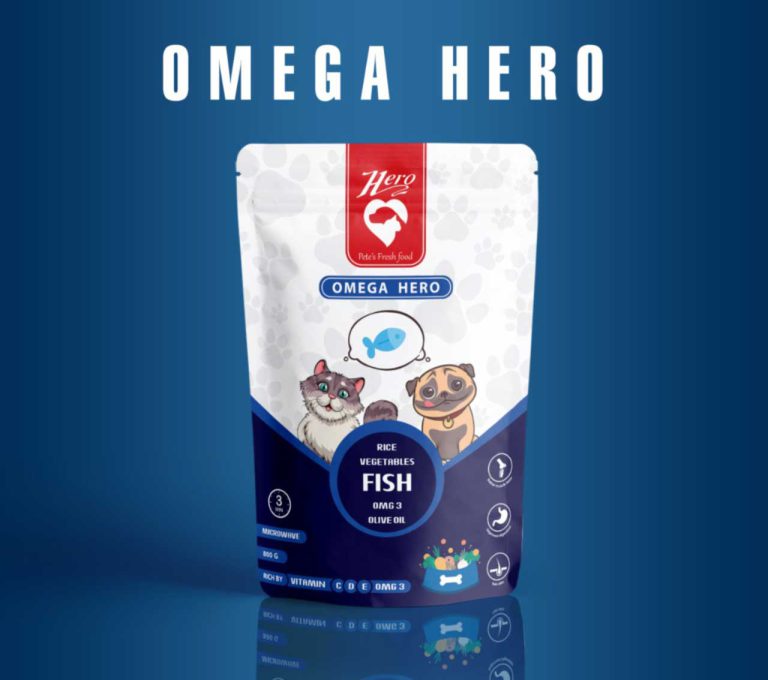 OMEGA HERO
Hero
Pete's Fresh food
OMEGA HERO
RICE
VEGETABLES
FISH
OMG 3
OLIVE OIL
3
MIN
MICROWAVE
800 G
RICH BY VITAMIN C D E OMG 3